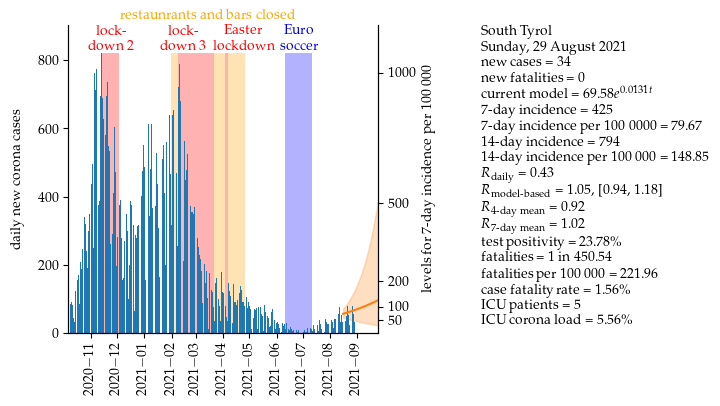 restaurants and bars closed
lock-
down 2
lock-
down 3
Easter
lockdown
Euro
soccer
daily new corona cases
800
600
400
200
0
2020−11
2020−12
2021−01
2021−02
2021−03
2021−04
2021−05
2021−06
2021−07
2021−08
2021−09
1000
500
200
100
50
levels for 7-day incidence per 100 000
South Tyrol
Sunday, 29 August 2021
new cases = 34
new fatalities = 0
current model = 69.58e^0.0131t
7-day incidence = 425
7-day incidence per 100 0000 = 79.67
14-day incidence = 794
14-day incidence per 100 000 = 148.85
R daily = 0.43
R model-based = 1.05, [0.94, 1.18]
R 4-day mean = 0.92
R 7-day mean = 1.02
test positivity = 23.78%
fatalities = 1 in 450.54
fatalities per 100 000 = 221.96
case fatality rate = 1.56%
ICU patients = 5
ICU corona load = 5.56%